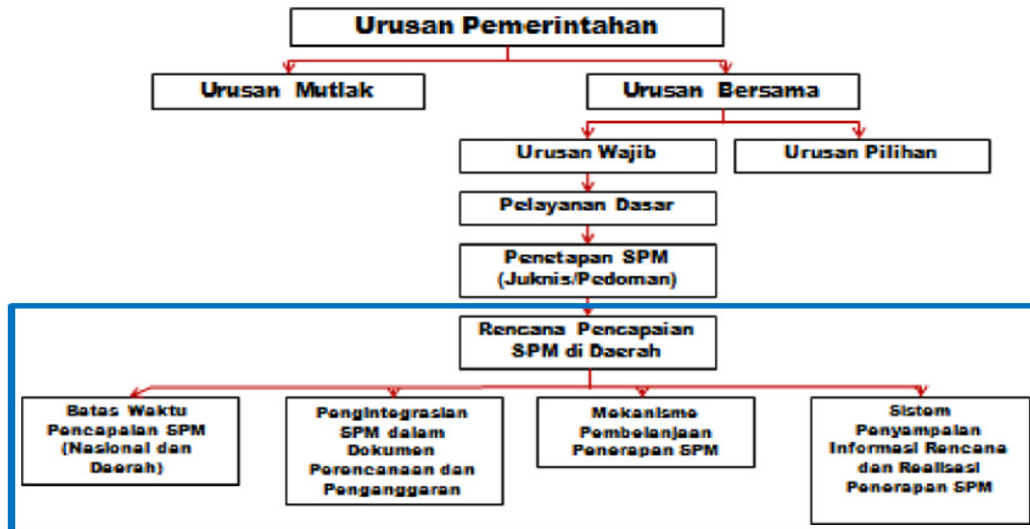 Urusan Pemerintahan
Urusan Mutlak
Urusan Bersama
Urusan Wajib
Urusan Pilihan
Pelayanan Dasar
Penetapan SPM
(Juknis/Pedoman)
Rencana Pencapaian
SPM di Daerah
Batas Waktu
Pencapaian SPM
(Nasional dan
Daerah)
Pengintegrasian
SPM dalam
Dokumen
Perencanaan dan
Penganggaran
Mekanisme
Pembelanjaan
Penerapan SPM
Sistem
Penyampaian
Informasi Rencana
dan Realisasi
Penerapan SPM